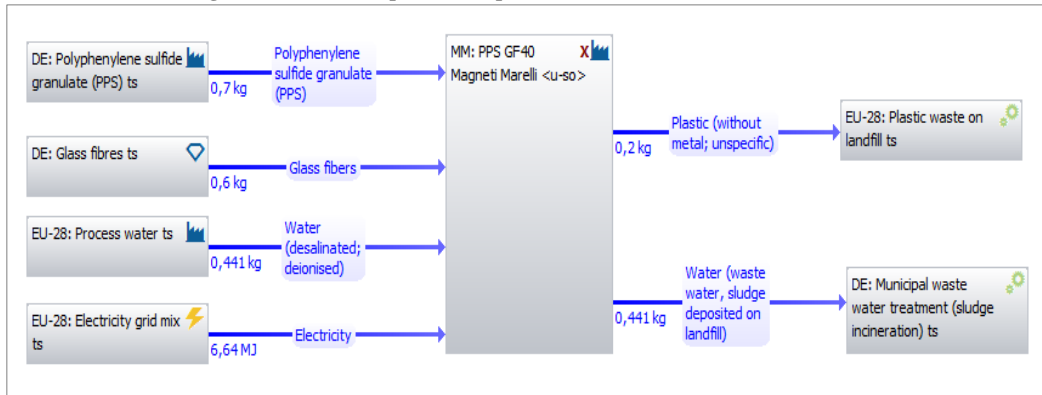 DE: Polyphenylene sulfide
granulate (PPS) ts
0,7 kg
Polyphenylene
sulfide granulate
(PPS)
DE: Glass fibres ts
0,6 kg
Glass fibers
EU-28: Process water ts
0,441 kg
Water
(desalinated;
deionised)
EU-28: Electricity grid mix
ts
6,64 MJ
Electricity
MM: PPS GF40
X
Magneti Marelli <u-so>
0,2 kg
Plastic (without
metal; unspecific)
EU-28: Plastic waste on
landfill ts
0,441 kg
Water (waste
water, sludge
deposited on
landfill)
DE: Municipal waste
water treatment (sludge
incineration) ts